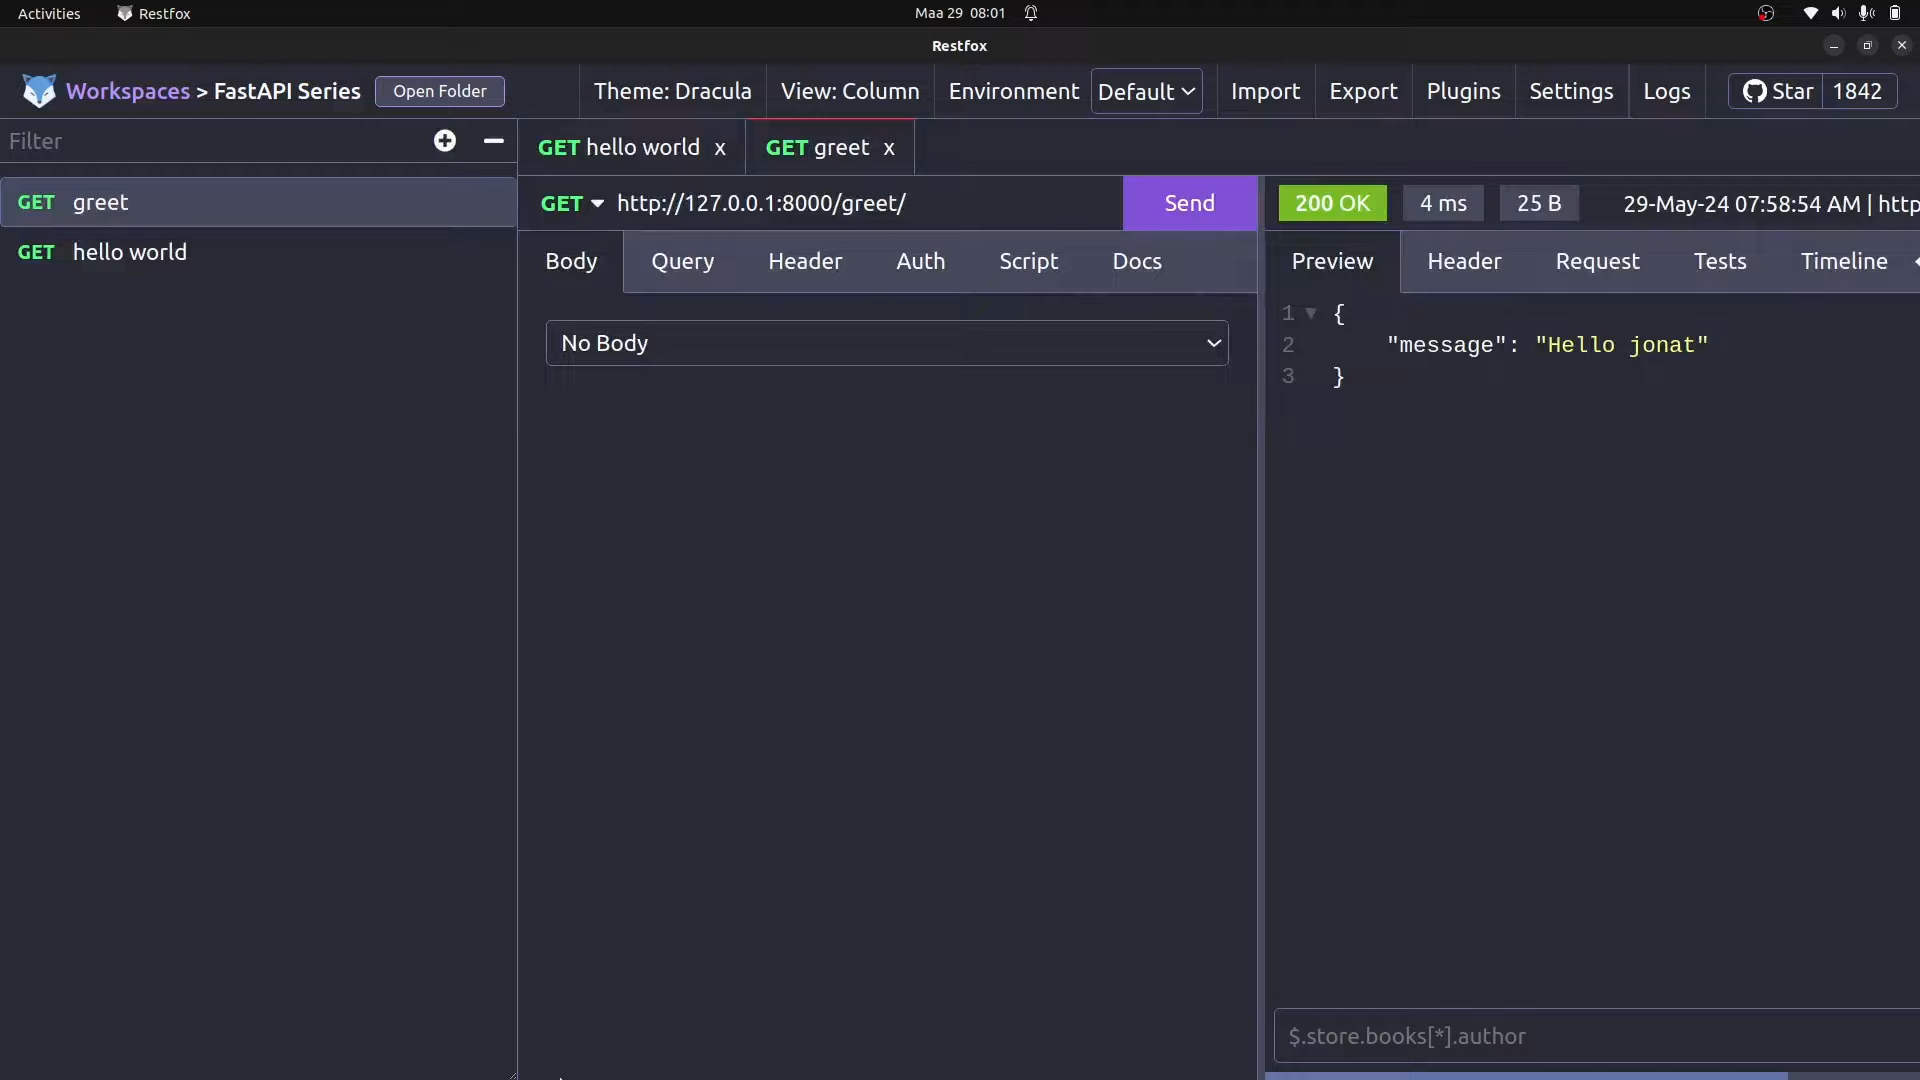 Activities Restfox Maa 29 08:01
Restfox
Workspaces > FastAPI Series Open Folder Theme: Dracula View: Column Environment Default Import Export Plugins Settings Logs Star 1842
Filter
GET hello world x GET greet x
GET greet
GET hello world
GET http://127.0.0.1:8000/greet/ Send
200 OK 4 ms 25 B 29-May-24 07:58:54 AM | http
Body Query Header Auth Script Docs
Preview Header Request Tests Timeline
No Body
1 {
2 "message": "Hello jonat"
3 }
$.store.books[*].author